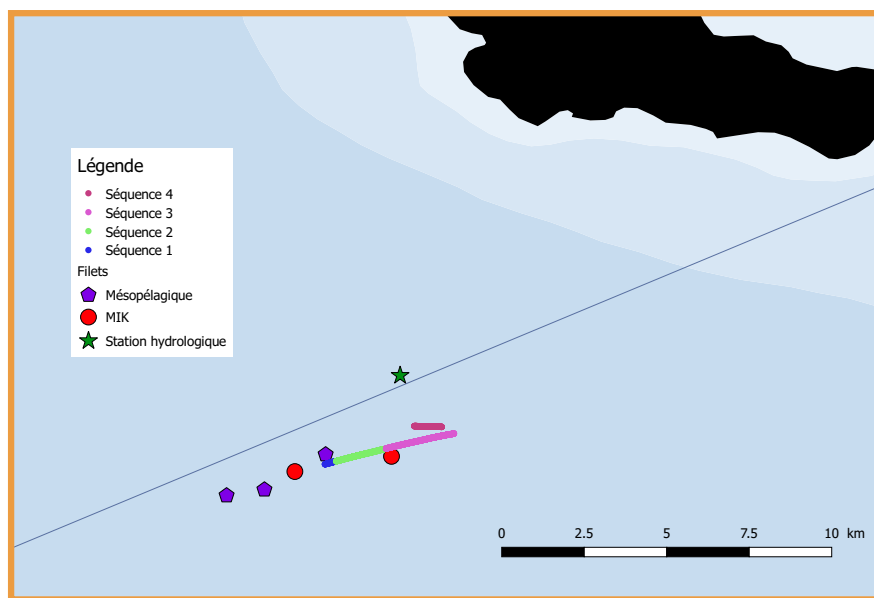 Légende
Séquence 4
Séquence 3
Séquence 2
Séquence 1
Filets
Mésopélagique
MIK
Station hydrologique
0 2.5 5 7.5 10 km